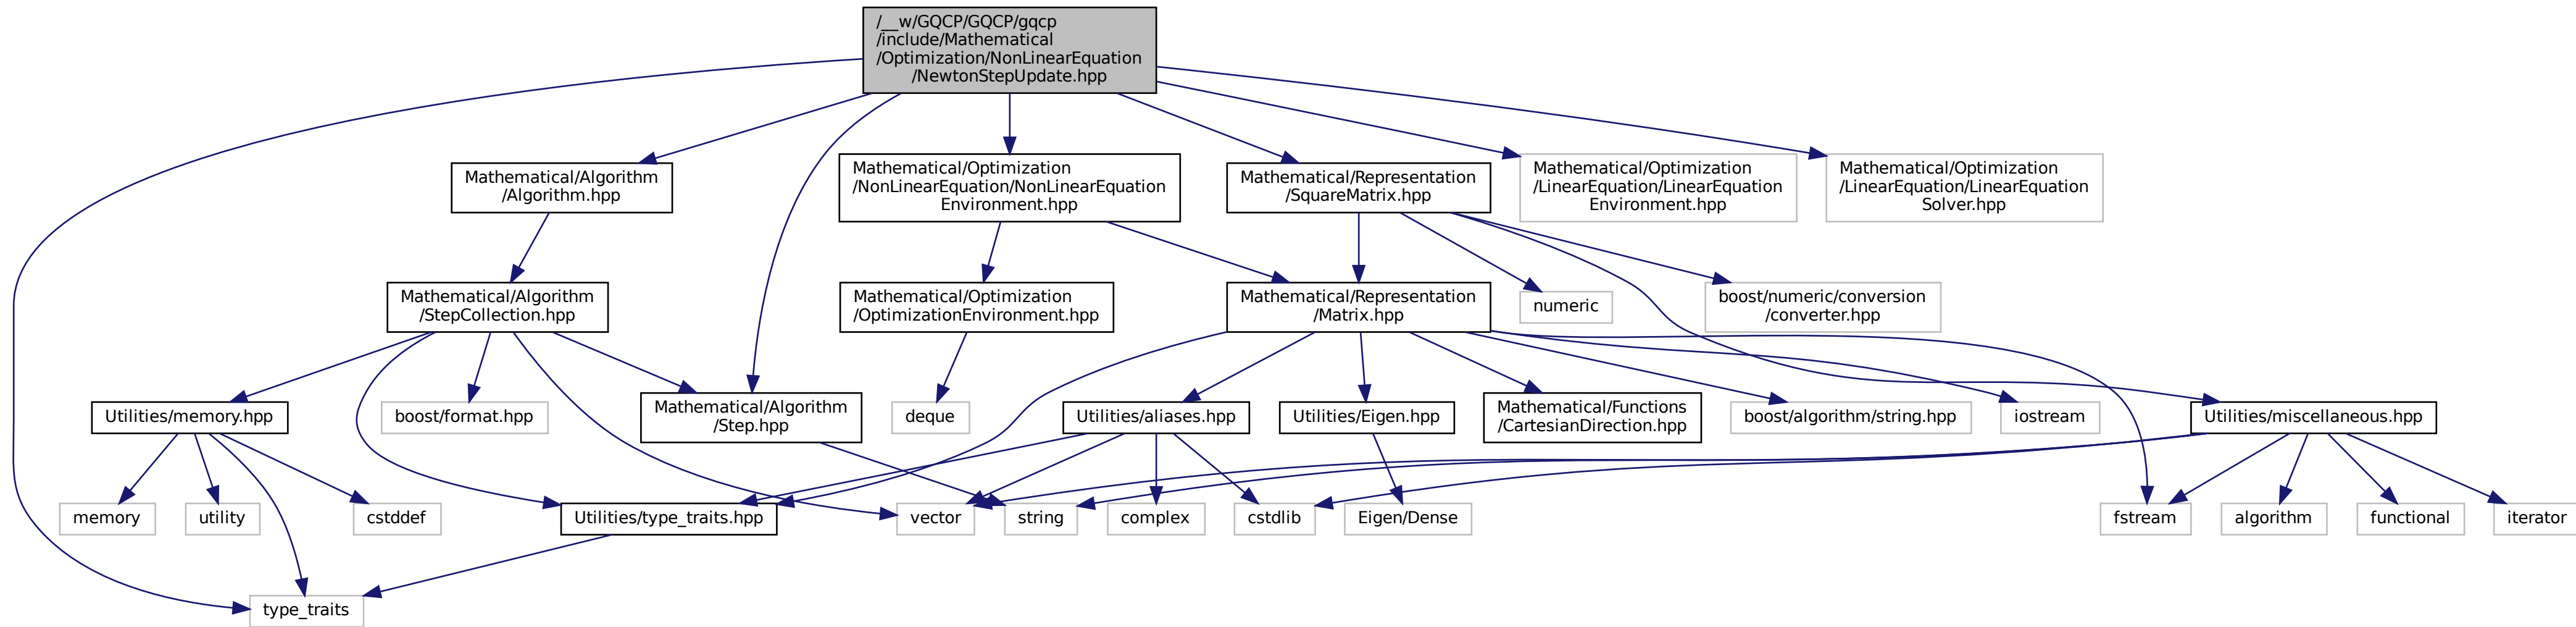 /__w/GQCP/GQCP/gqcp
/include/Mathematical
/Optimization/NonLinearEquation
/NewtonStepUpdate.hpp
Mathematical/Algorithm
/Algorithm.hpp
Mathematical/Optimization
/NonLinearEquation/NonLinearEquation
Environment.hpp
Mathematical/Representation
/SquareMatrix.hpp
Mathematical/Optimization
/LinearEquation/LinearEquation
Environment.hpp
Mathematical/Optimization
/LinearEquation/LinearEquation
Solver.hpp
Mathematical/Algorithm
/StepCollection.hpp
Mathematical/Optimization
/OptimizationEnvironment.hpp
Mathematical/Representation
/Matrix.hpp
numeric
boost/numeric/conversion
/converter.hpp
Utilities/memory.hpp
boost/format.hpp
Mathematical/Algorithm
/Step.hpp
deque
Utilities/aliases.hpp
Utilities/Eigen.hpp
Mathematical/Functions
/CartesianDirection.hpp
boost/algorithm/string.hpp
iostream
Utilities/miscellaneous.hpp
memory
utility
cstddef
Utilities/type_traits.hpp
vector
string
complex
cstdlib
Eigen/Dense
fstream
algorithm
functional
iterator
type_traits